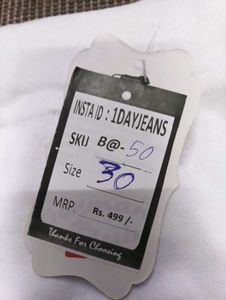 INSTA ID : 1DAYJEANS
SKU B@-50
Size 30
MRP. Rs. 499 /-
Thanks For Choosing